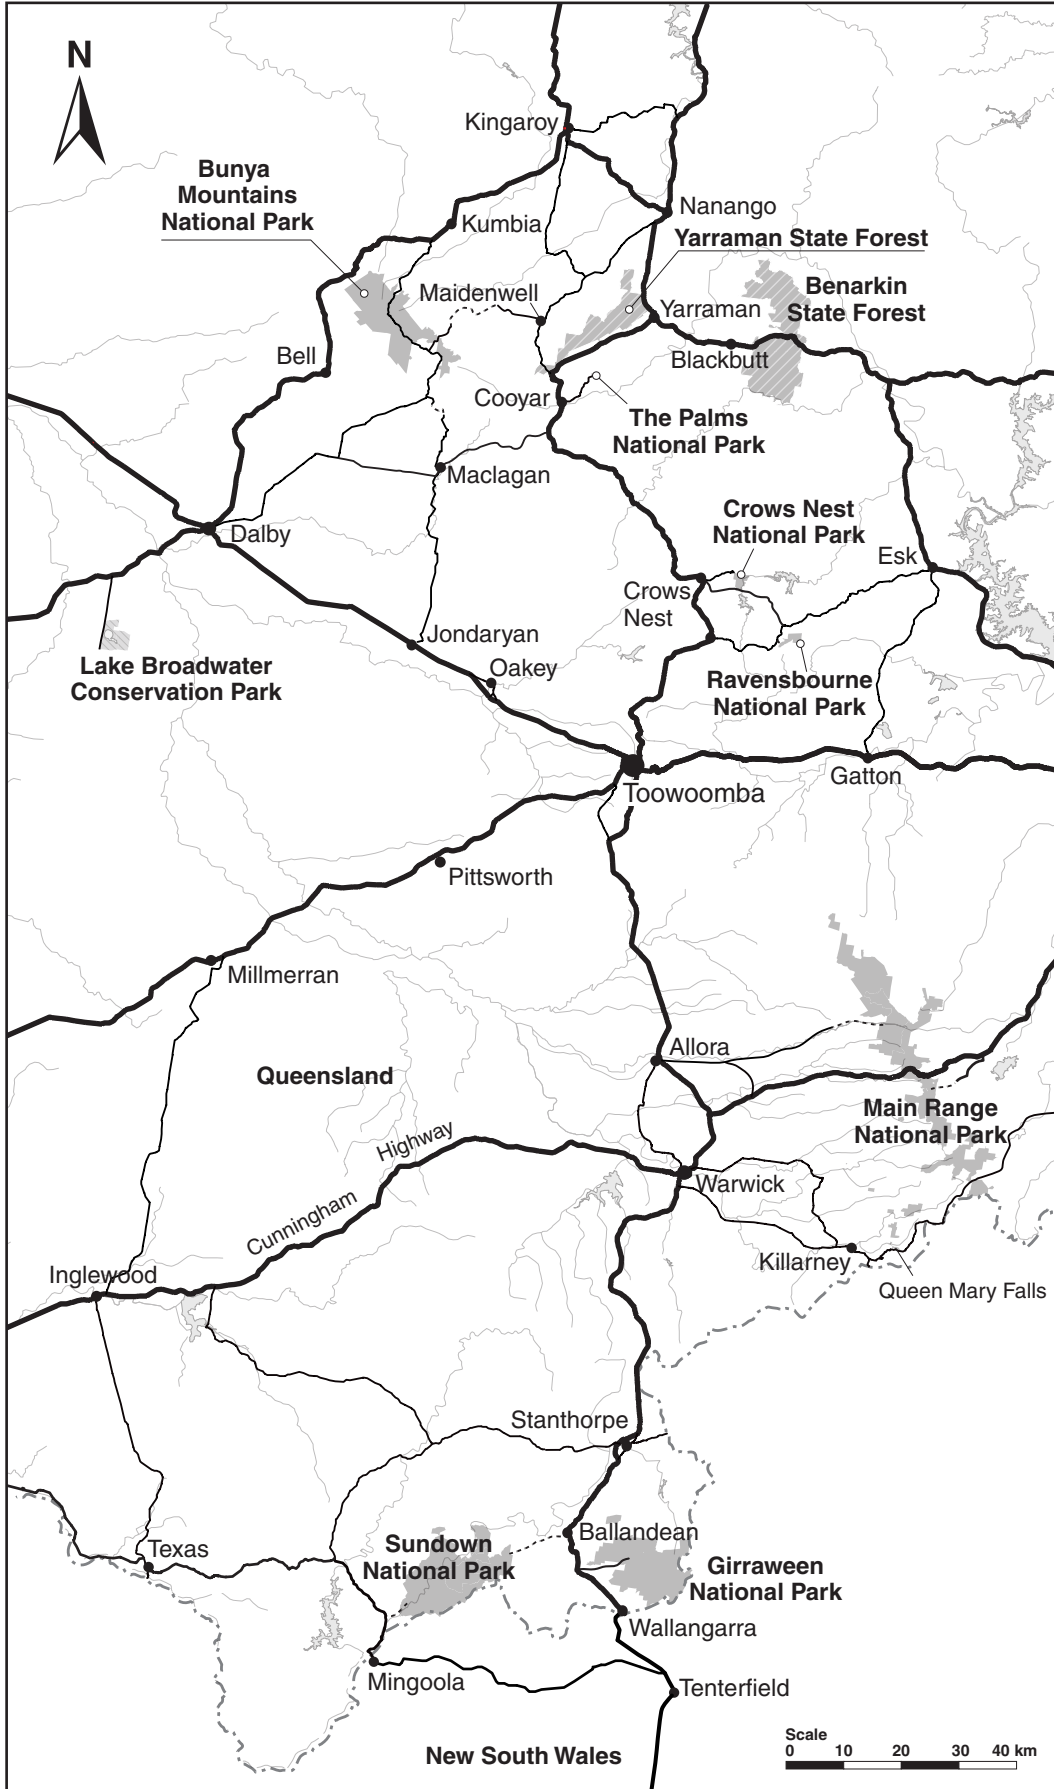 N
Kingaroy
Bunya
Mountains
National Park
Nanango
Kumbia
Yarraman State Forest
Benarkin
State Forest
Maidenwell
Yarraman
Bell
Blackbutt
Cooyar
The Palms
National Park
Maclagan
Crows Nest
National Park
Dalby
Esk
Crows
Nest
Jondaryan
Lake Broadwater
Conservation Park
Oakey
Ravensbourne
National Park
Gatton
Toowoomba
Pittsworth
Millmerran
Allora
Queensland
Main Range
National Park
Cunningham Highway
Warwick
Killarney
Inglewood
Queen Mary Falls
Stanthorpe
Ballandean
Sundown
National Park
Texas
Girraween
National Park
Wallangarra
Mingoola
Tenterfield
New South Wales
Scale
0 10 20 30 40 km